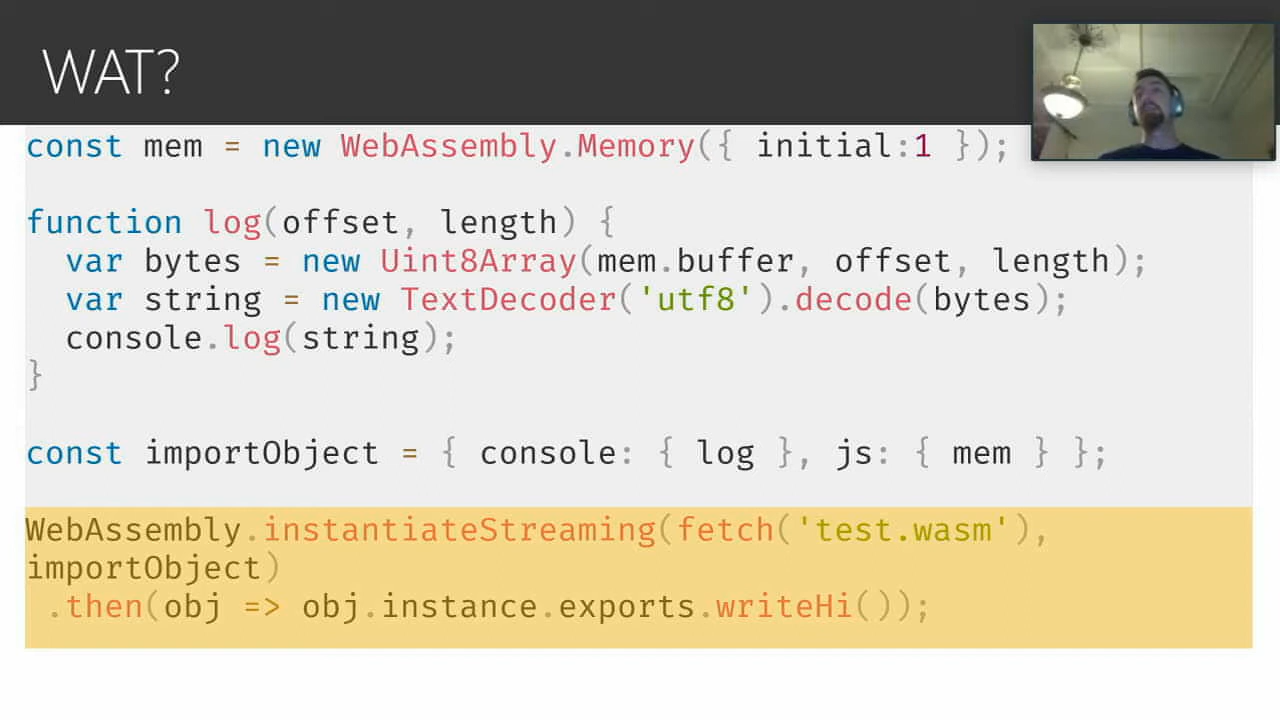 WAT?
const mem = new WebAssembly.Memory({ initial:1 });
function log(offset, length) {
  var bytes = new Uint8Array(mem.buffer, offset, length);
  var string = new TextDecoder('utf8').decode(bytes);
  console.log(string);
}
const importObject = { console: { log }, js: { mem } };
WebAssembly.instantiateStreaming(fetch('test.wasm'),
importObject)
 .then(obj => obj.instance.exports.writeHi());